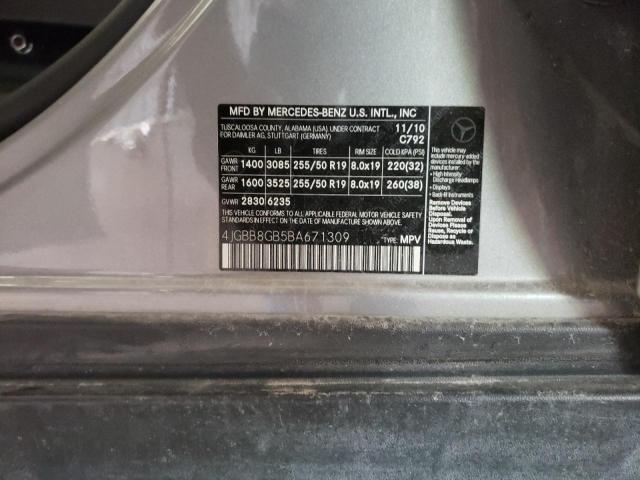 MFD BY MERCEDES-BENZ U.S. INTL., INC
TUSCALOOSA COUNTY, ALABAMA (USA), UNDER CONTRACT 11/10
FOR DAIMLER AG, STUTTGART (GERMANY) C792
KG LB TIRES RIM SIZE COLD KPA (PSI)
GAWR FRONT 1400 3085 255/50 R19 8.0x19 220(32)
GAWR REAR 1600 3525 255/50 R19 8.0x19 260(38)
GVWR 2830 6235
THIS VEHICLE CONFORMS TO ALL APPLICABLE FEDERAL MOTOR VEHICLE SAFETY
STANDARDS IN EFFECT ON THE DATE OF MANUFACTURE SHOWN ABOVE.
4JGBB8GB5BA671309
TYPE: MPV
This vehicle may include
mercury-added devices
installed by the
manufacturer:
• High Intensity
Discharge Headlamps
• Displays
• Back-lit Instruments
Remove Devices Before
Vehicle Disposal.
Upon Removal Please
Reuse, Recycle or
Dispose as
Hazardous Waste.